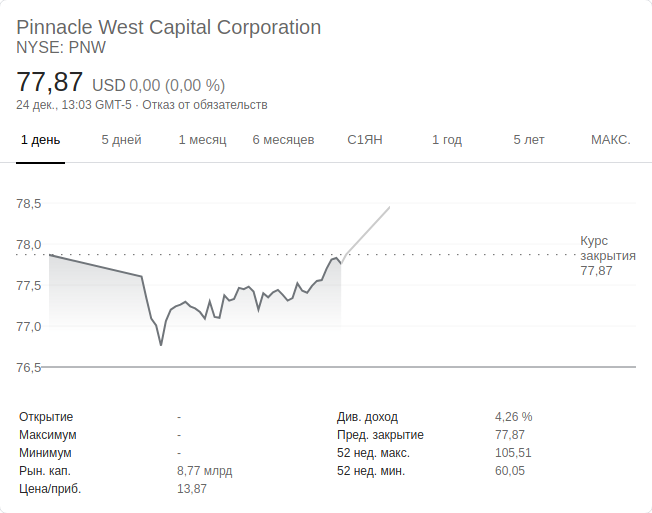 Pinnacle West Capital Corporation
NYSE: PNW
77,87 USD 0,00 (0,00 %)
24 дек., 13:03 GMT-5 · Отказ от обязательств
1 день 5 дней 1 месяц 6 месяцев С1ЯН 1 год 5 лет МАКС.
78,5
78,0
77,5
77,0
76,5
Курс
закрытия
77,87
Открытие -
Максимум -
Минимум -
Рын. кап. 8,77 млрд
Цена/приб. 13,87
Див. доход 4,26 %
Пред. закрытие 77,87
52 нед. макс. 105,51
52 нед. мин. 60,05